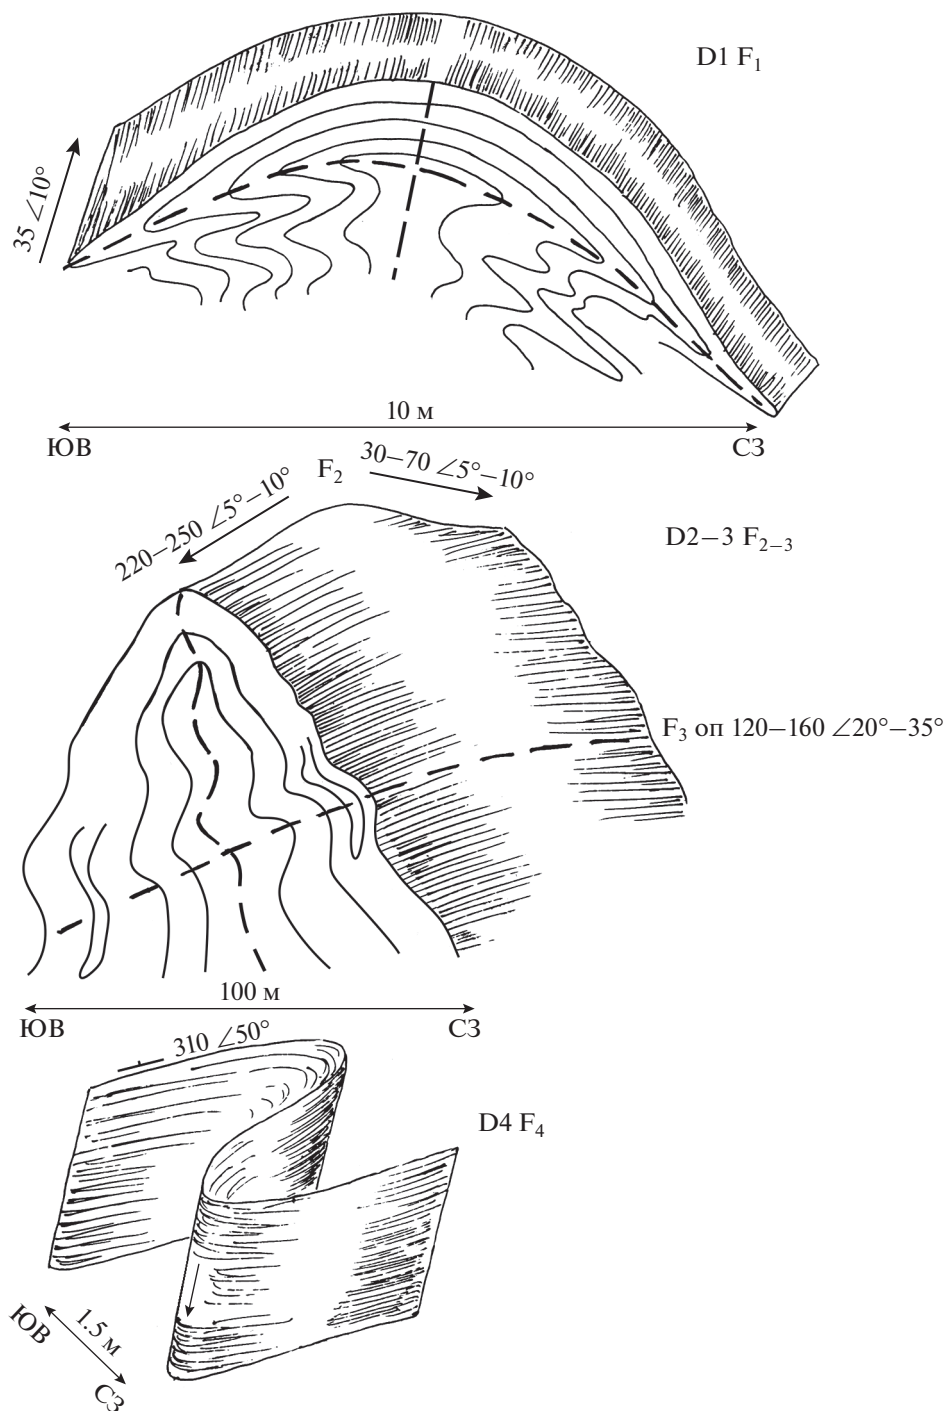 D1 F₁
35 ∠10°
10 м
ЮВ
СЗ
F₂
30–70 ∠5°–10°
220–250 ∠5°–10°
D2–3 F₂₋₃
F₃ оп 120–160 ∠20°–35°
100 м
ЮВ
СЗ
310 ∠50°
D4 F₄
ЮВ
1.5 м
СЗ